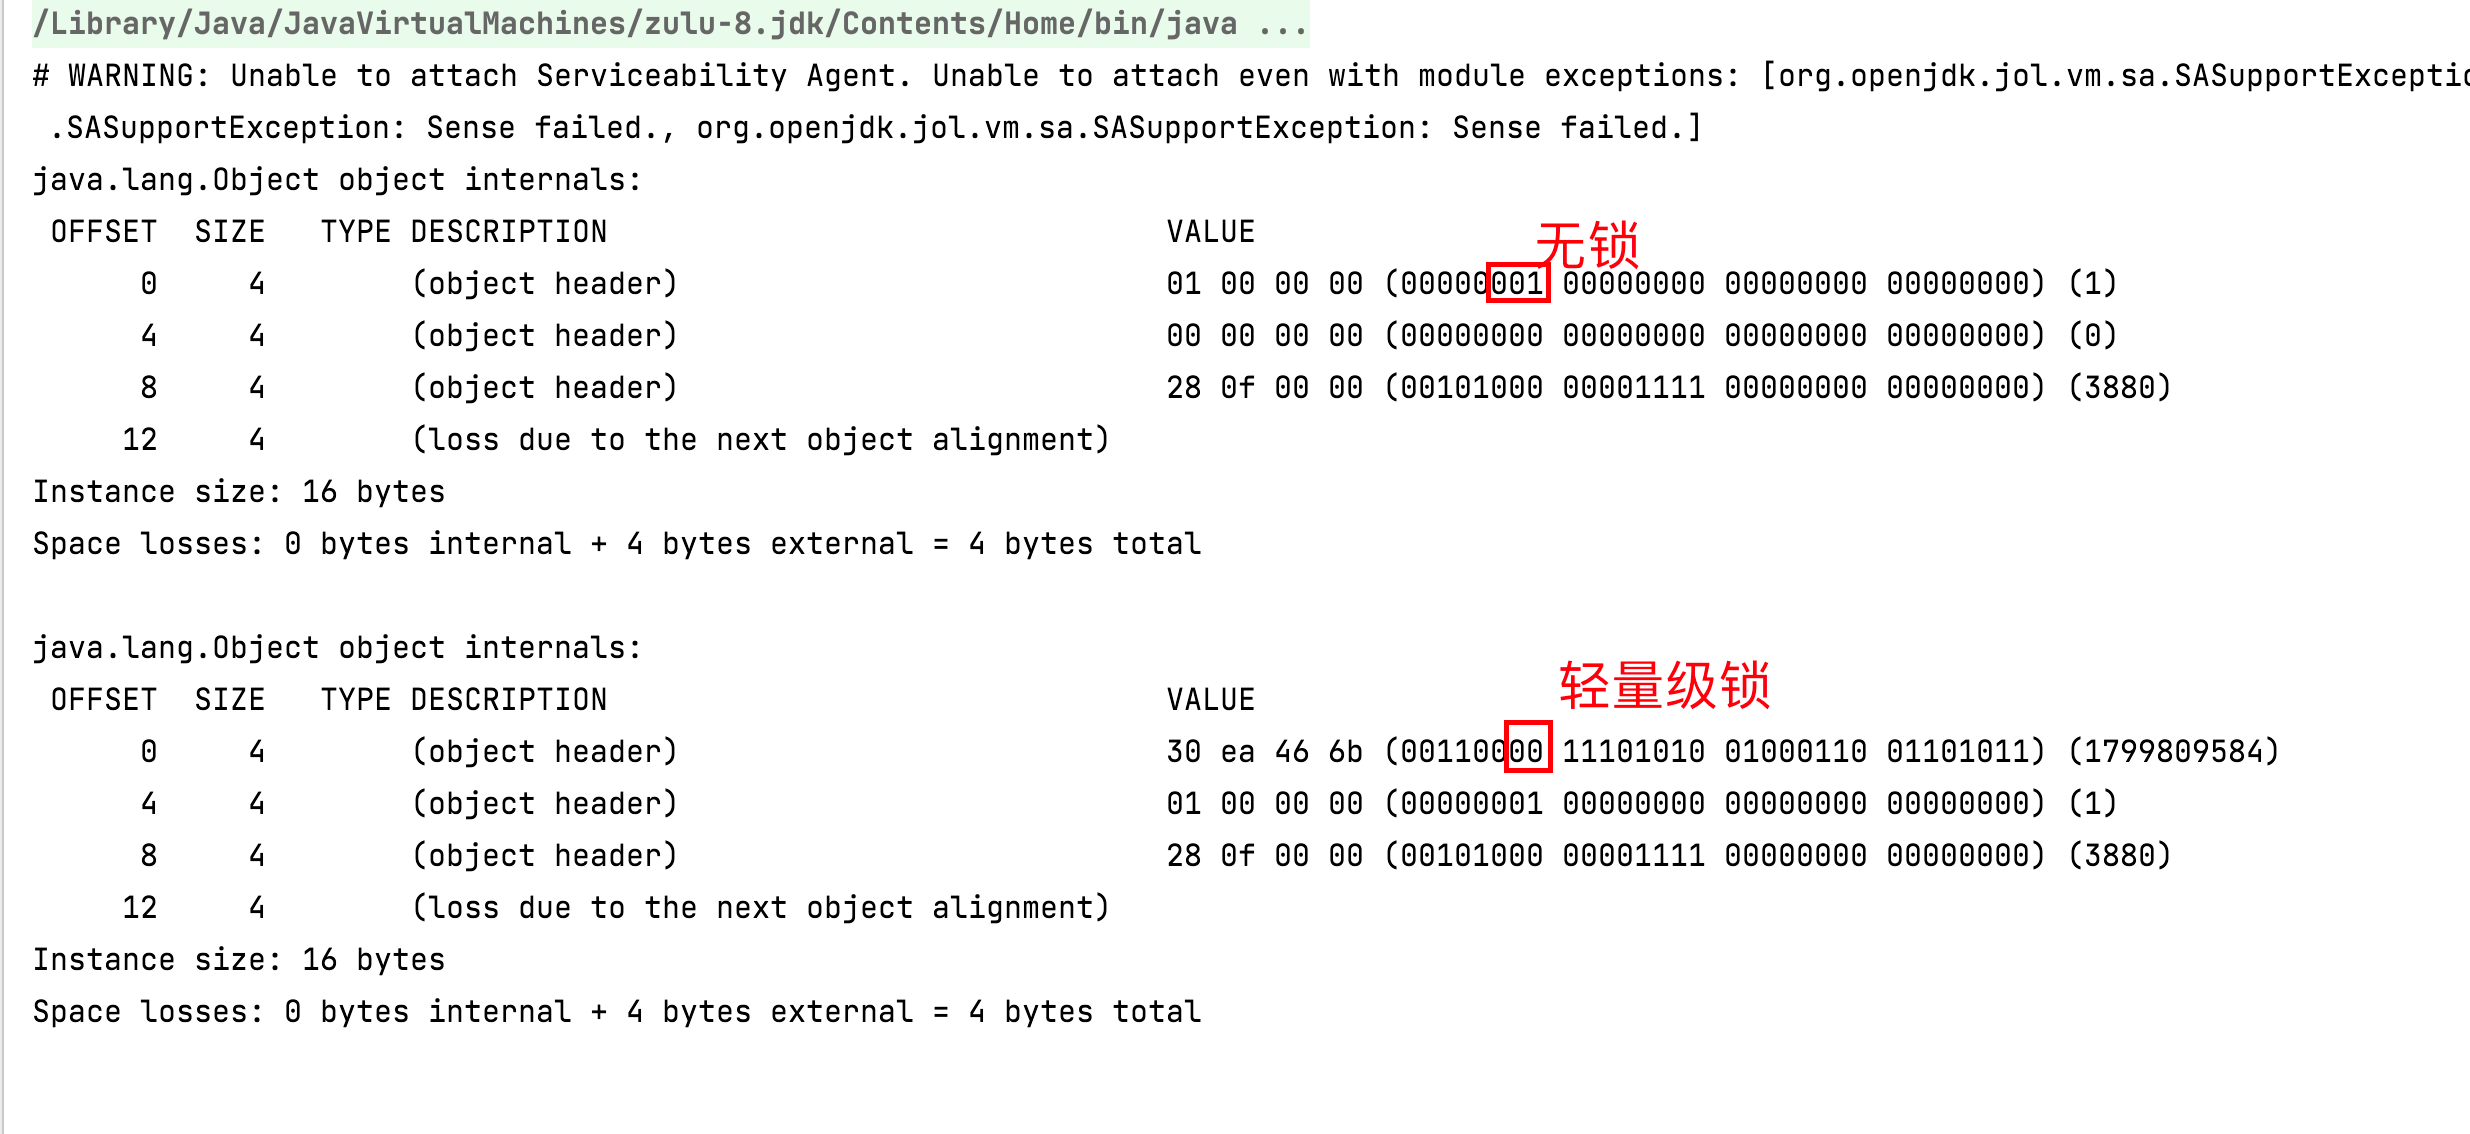 /Library/Java/JavaVirtualMachines/zulu-8.jdk/Contents/Home/bin/java ...
# WARNING: Unable to attach Serviceability Agent. Unable to attach even with module exceptions: [org.openjdk.jol.vm.sa.SASupportExceptio
.SASupportException: Sense failed., org.openjdk.jol.vm.sa.SASupportException: Sense failed.]
java.lang.Object object internals:
OFFSET SIZE TYPE DESCRIPTION VALUE
无锁
0 4 (object header) 01 00 00 00 (00000001 00000000 00000000 00000000) (1)
4 4 (object header) 00 00 00 00 (00000000 00000000 00000000 00000000) (0)
8 4 (object header) 28 0f 00 00 (00101000 00001111 00000000 00000000) (3880)
12 4 (loss due to the next object alignment)
Instance size: 16 bytes
Space losses: 0 bytes internal + 4 bytes external = 4 bytes total
java.lang.Object object internals:
轻量级锁
OFFSET SIZE TYPE DESCRIPTION VALUE
0 4 (object header) 30 ea 46 6b (00110000 11101010 01000110 01101011) (1799809584)
4 4 (object header) 01 00 00 00 (00000001 00000000 00000000 00000000) (1)
8 4 (object header) 28 0f 00 00 (00101000 00001111 00000000 00000000) (3880)
12 4 (loss due to the next object alignment)
Instance size: 16 bytes
Space losses: 0 bytes internal + 4 bytes external = 4 bytes total